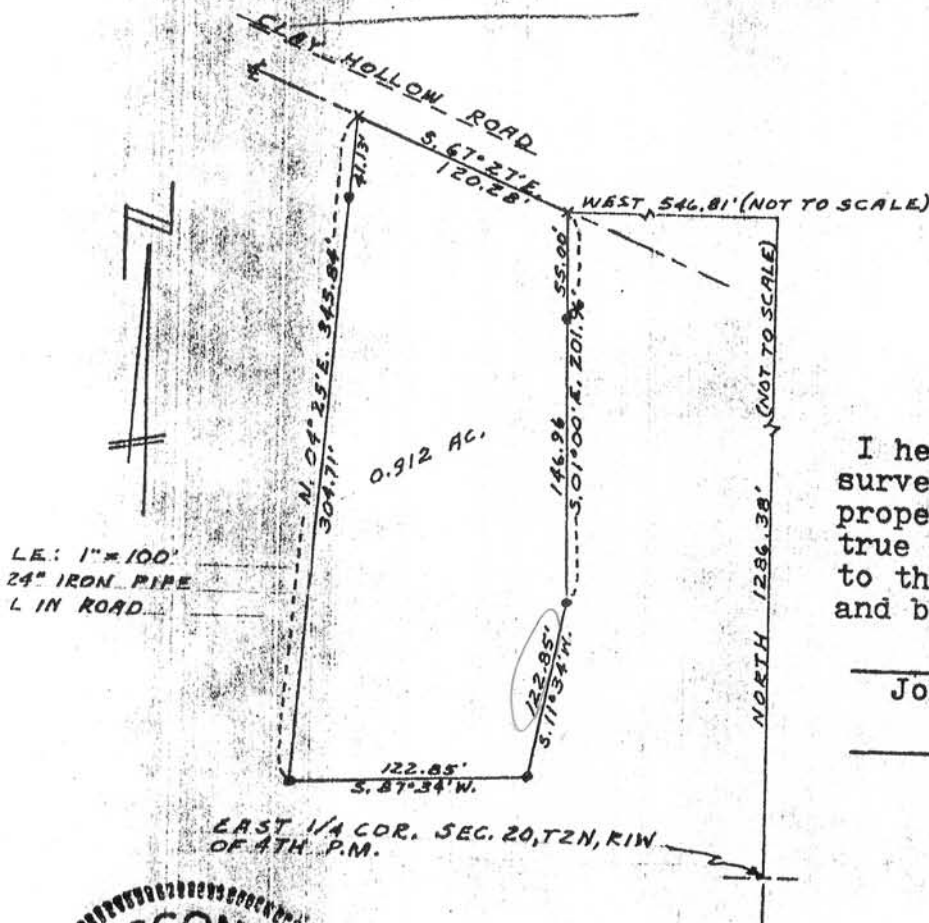 CLAY HOLLOW ROAD
S. 67°27'E.
120.28'
WEST 546.81' (NOT TO SCALE)
41.13'
55.00'
N. 04°25'E. 345.84'
304.71'
S. 01°00'E. 201.96'
146.96
(NOT TO SCALE)
NORTH 1286.38'
0.912 AC.
I he
surve
prope
true
to th
and b
Jo
LE: 1"=100'
24" IRON PIPE
L IN ROAD
122.85'
S. 11°34'W.
122.85'
S. 87°34'W.
EAST 1/4 COR. SEC. 20, T2N, R1W
OF 4TH P.M.
SCON